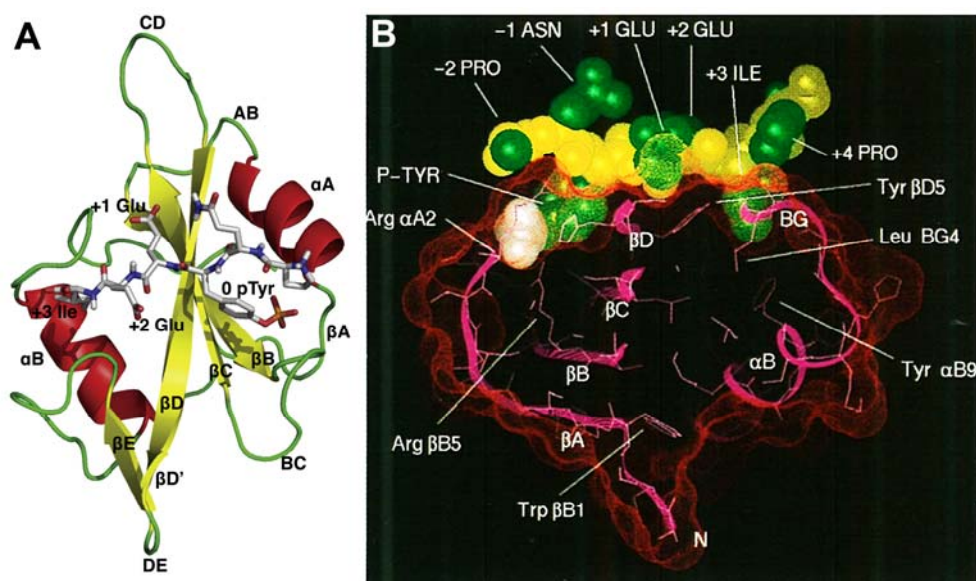 A
CD
AB
αA
+1 Glu
0 pTyr
+3 Ile
+2 Glu
βA
αB
βB
βC
βD
βE
BC
βD’
DE
B
−1 ASN
+1 GLU
+2 GLU
−2 PRO
+3 ILE
+4 PRO
P–TYR
Tyr βD5
Arg αA2
βD
BG
Leu BG4
βC
βB
αB
Tyr αB9
Arg βB5
βA
Trp βB1
N